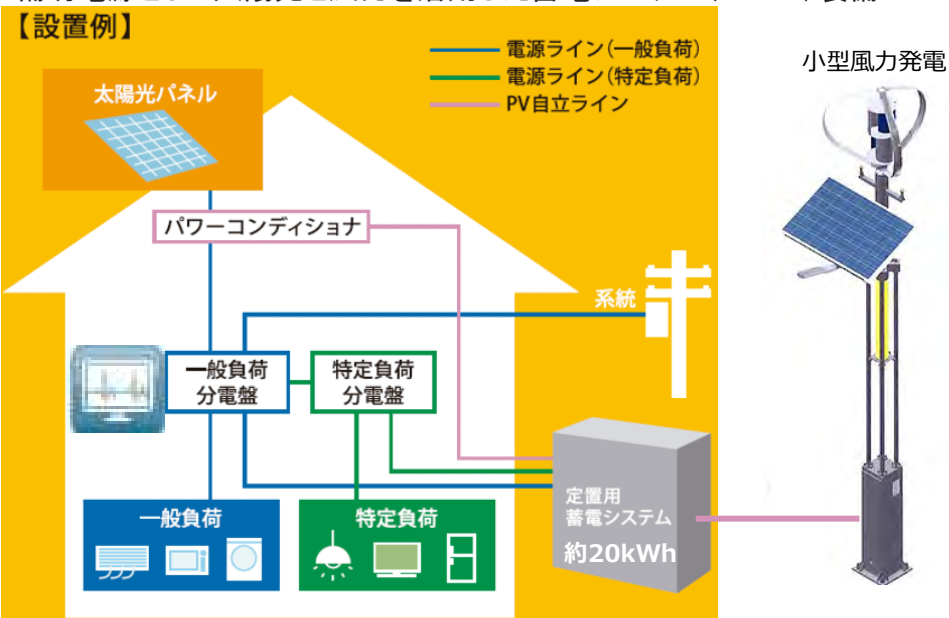 【設置例】
電源ライン(一般負荷)
電源ライン(特定負荷)
PV自立ライン
小型風力発電
太陽光パネル
パワーコンディショナ
系統
一般負荷
分電盤
特定負荷
分電盤
定置用
蓄電システム
約20kWh
一般負荷
特定負荷